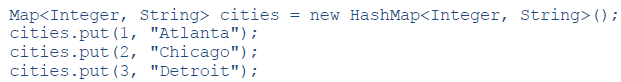 Map<Integer, String> cities = new HashMap<Integer, String>();
cities.put(1, "Atlanta");
cities.put(2, "Chicago");
cities.put(3, "Detroit");